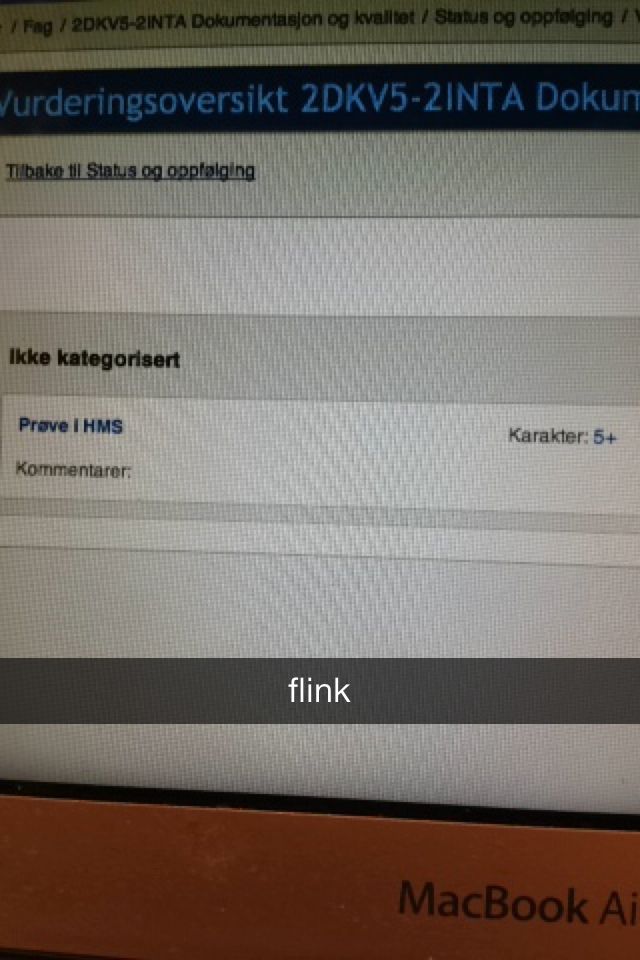 / Fag / 2DKV5-2INTA Dokumentasjon og kvalitet / Status og oppfølging /
Vurderingsoversikt 2DKV5-2INTA Dokum
Tilbake til Status og oppfølging
Ikke kategorisert
Prøve i HMS
Karakter: 5+
Kommentarer:
flink
MacBook Ai